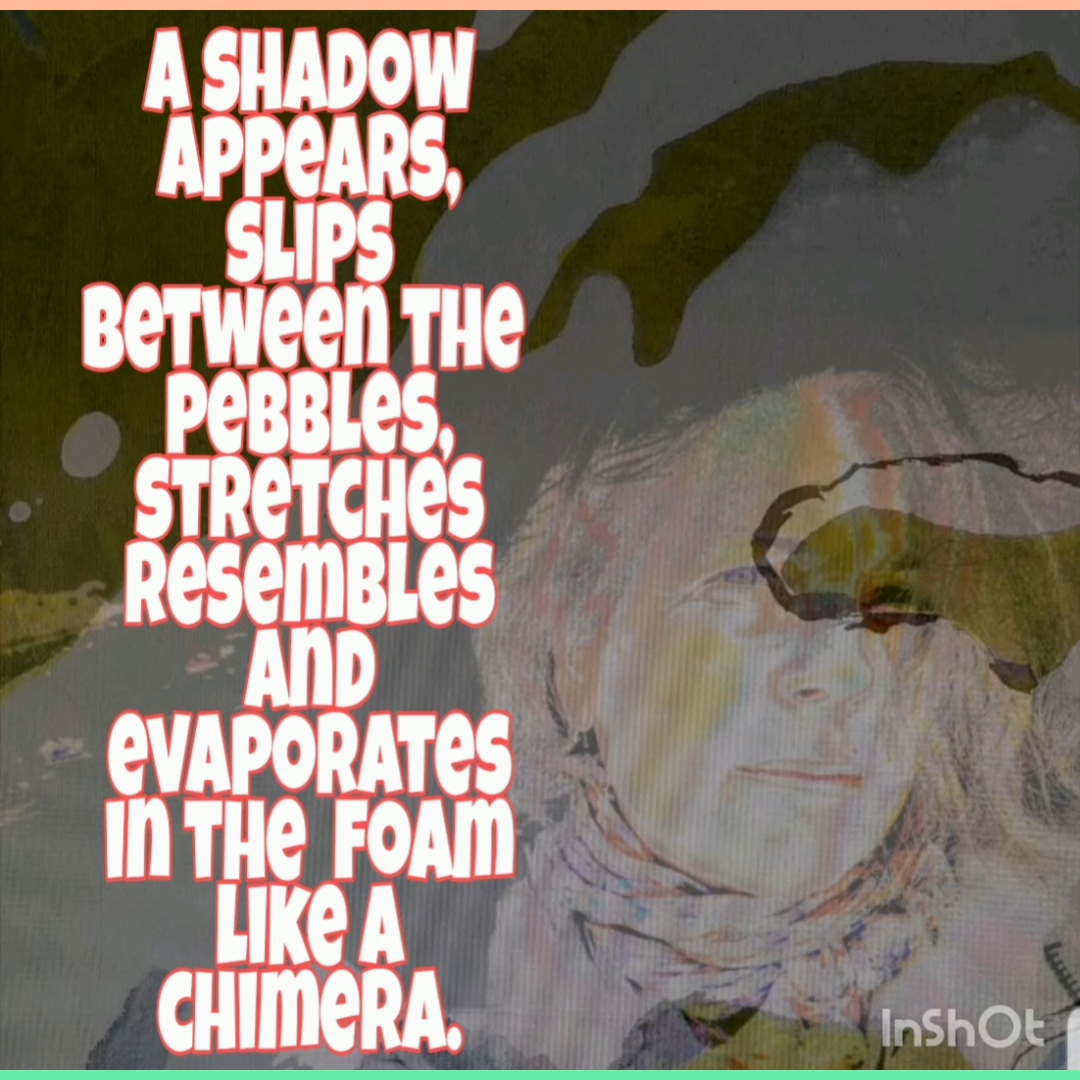 A SHADOW
APPEARS,
SLIPS
BETWEEN THE
PEBBLES,
STRETCHES
RESEMBLES
AND
EVAPORATES
IN THE FOAM
LIKE A
CHIMERA.
InShOt